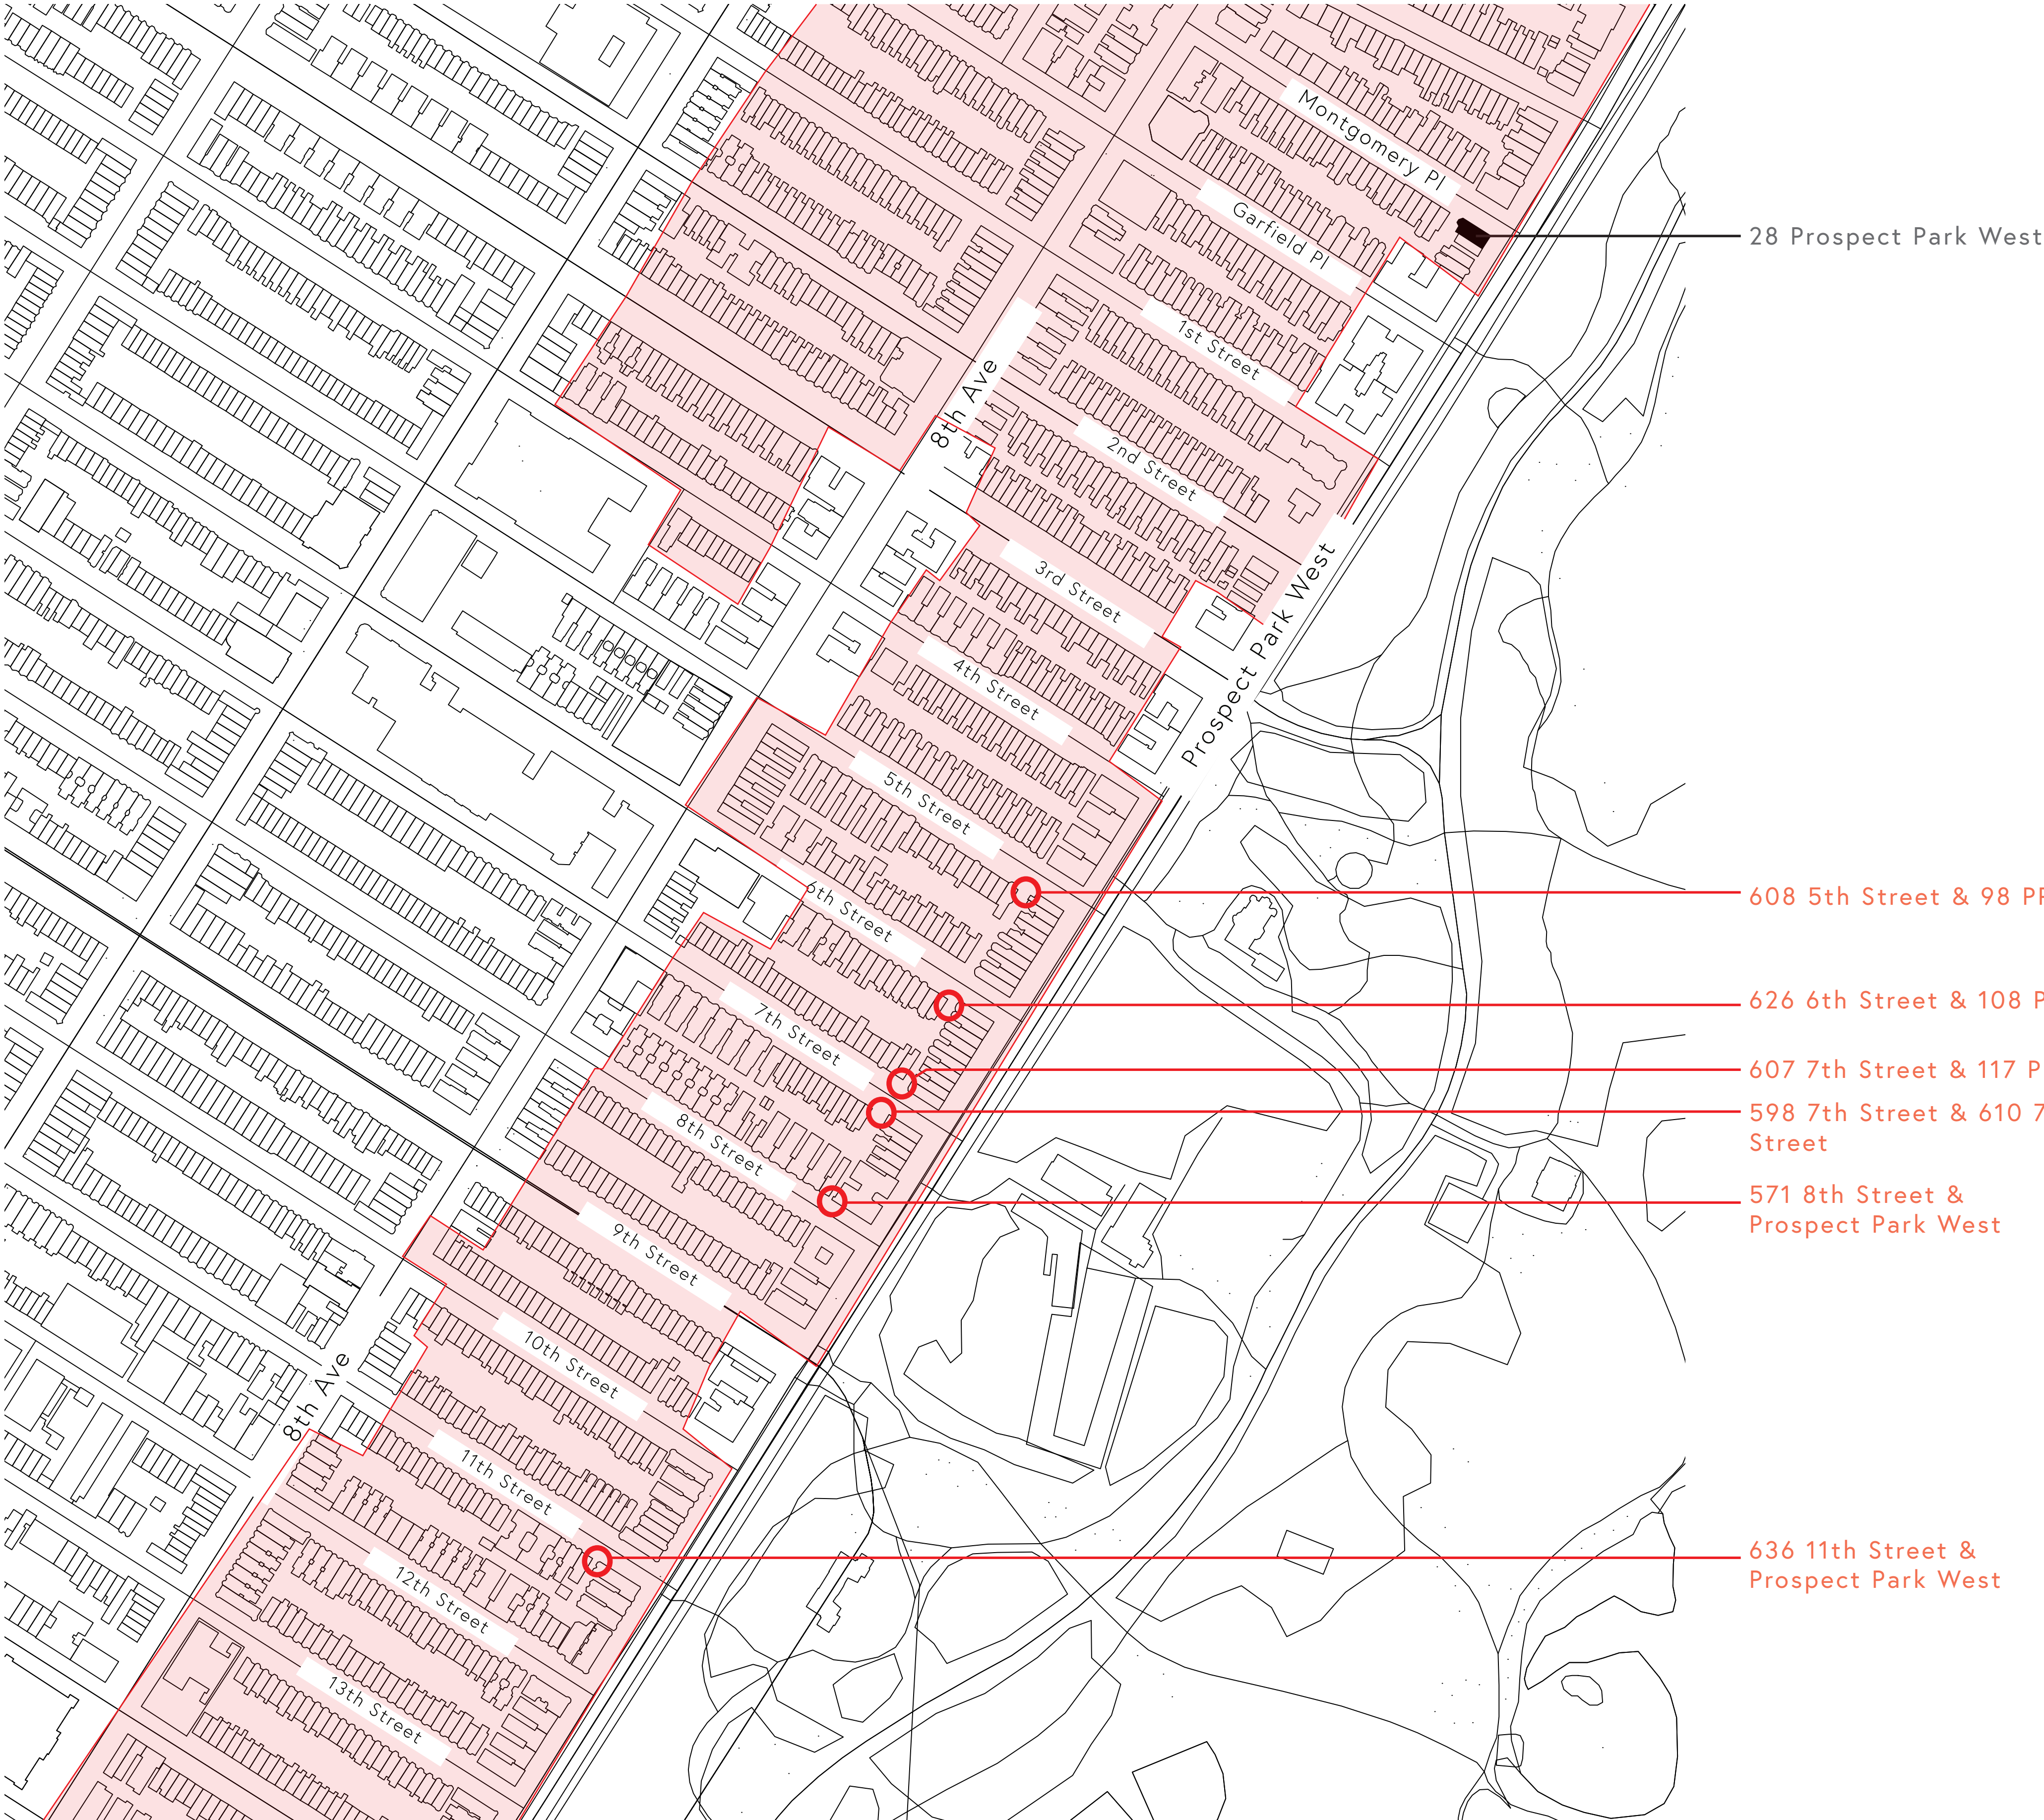 Montgomery Pl
Garfield Pl
28 Prospect Park West
1st Street
8th Ave
2nd Street
3rd Street
Prospect Park West
4th Street
5th Street
6th Street
608 5th Street & 98
626 6th Street & 108
7th Street
607 7th Street & 117
598 7th Street & 610 7
Street
8th Street
571 8th Street &
Prospect Park West
9th Street
10th Street
8th Ave
11th Street
636 11th Street &
Prospect Park West
12th Street
13th Street